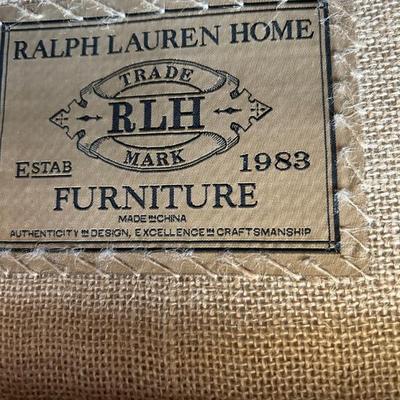 RALPH LAUREN HOME
TRADE
RLH
MARK
ESTAB 1983
FURNITURE
MADE IN CHINA
AUTHENTICITY IN DESIGN, EXCELLENCE IN CRAFTSMANSHIP